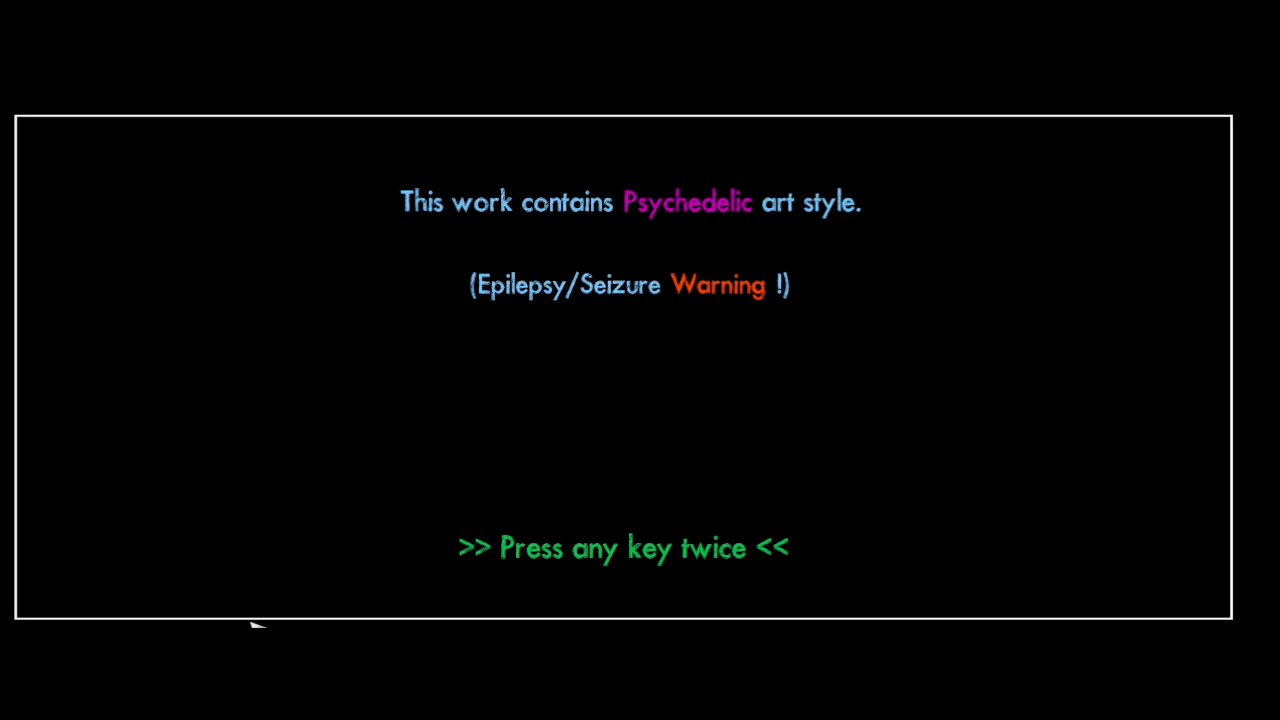 This work contains Psychedelic art style.
(Epilepsy/Seizure Warning !)
>> Press any key twice <<